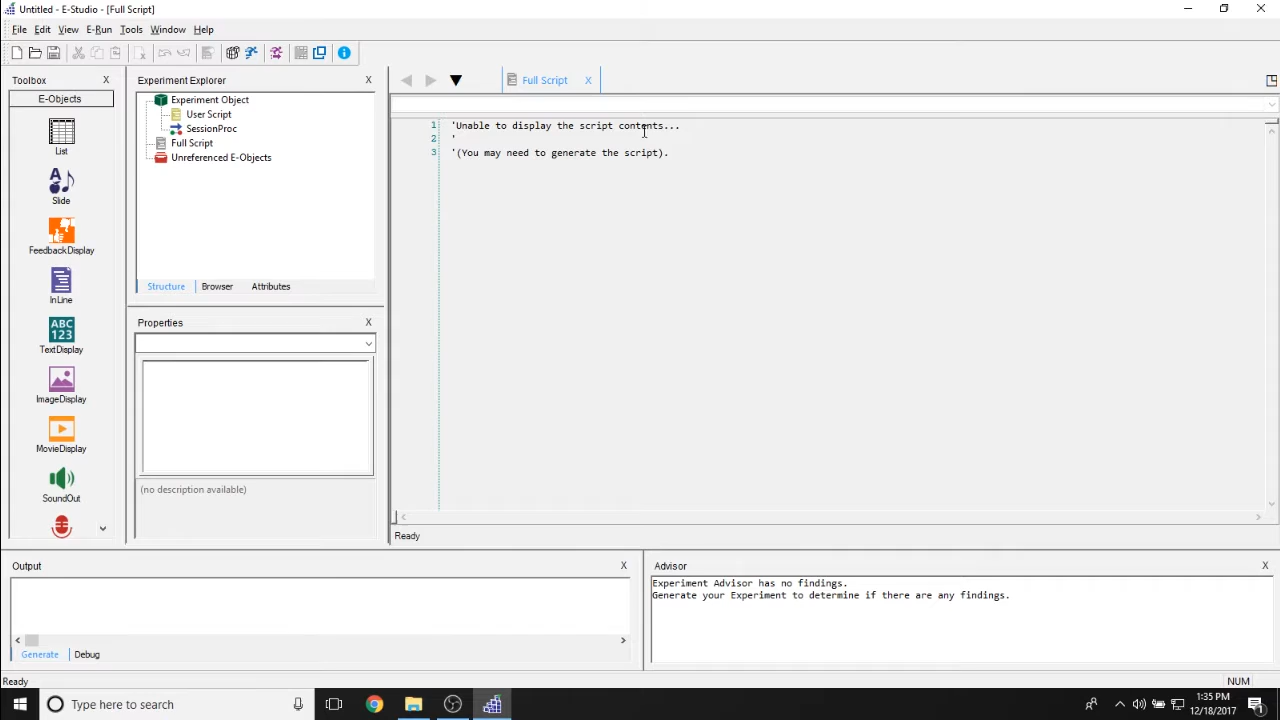 Untitled - E-Studio - [Full Script]
File Edit View E-Run Tools Window Help
Toolbox
E-Objects
List
Slide
FeedbackDisplay
InLine
ABC
123
TextDisplay
ImageDisplay
MovieDisplay
SoundOut
Experiment Explorer
Experiment Object
User Script
SessionProc
Full Script
Unreferenced E-Objects
Structure Browser Attributes
Properties
(no description available)
Full Script
1 'Unable to display the script contents...
2 '
3 '(You may need to generate the script).
Ready
Output
Generate Debug
Advisor
Experiment Advisor has no findings.
Generate your Experiment to determine if there are any findings.
Ready
NUM
Type here to search
1:35 PM
12/18/2017
1